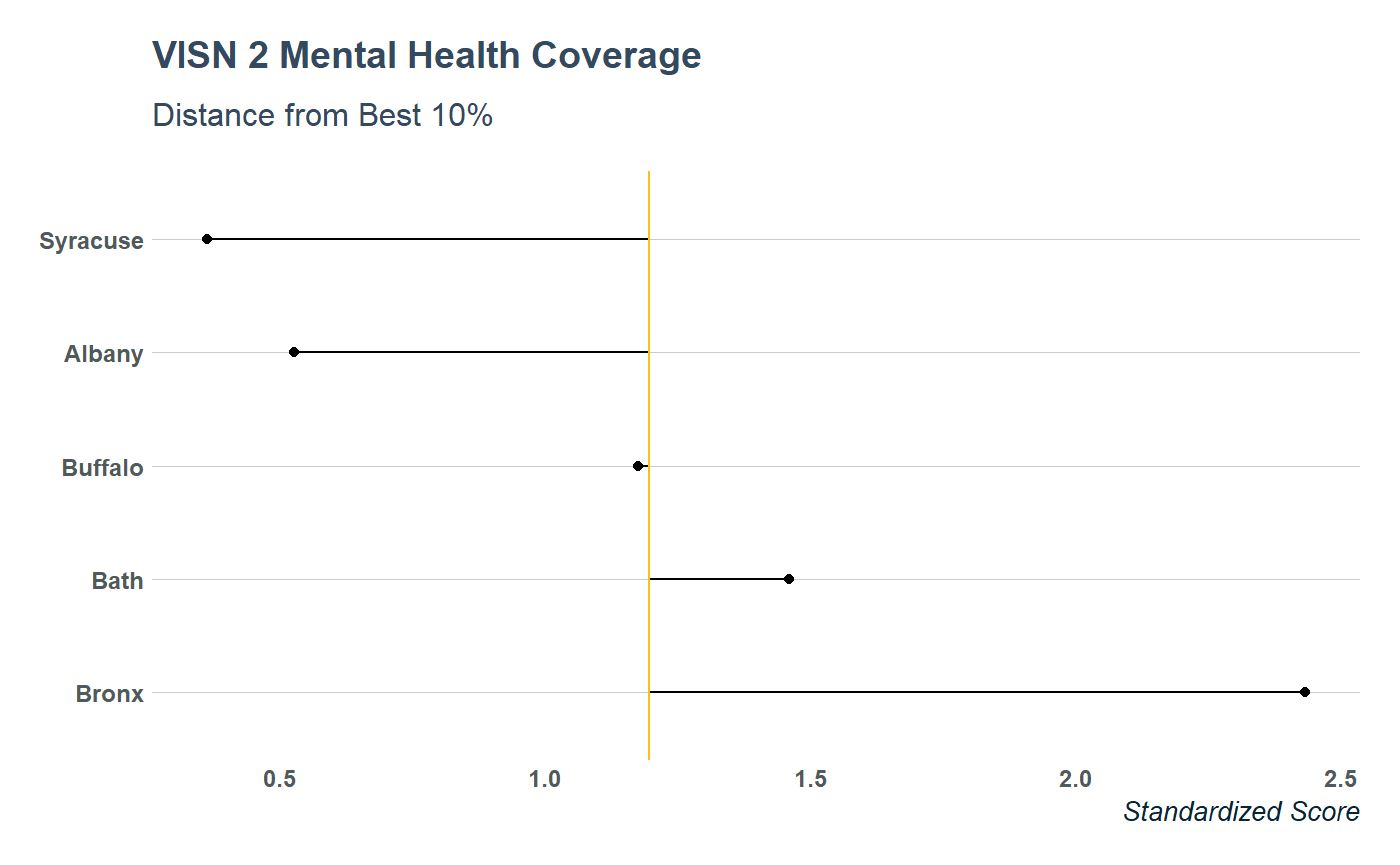 VISN 2 Mental Health Coverage
Distance from Best 10%
Syracuse
Albany
Buffalo
Bath
Bronx
0.5 1.0 1.5 2.0 2.5
Standardized Score